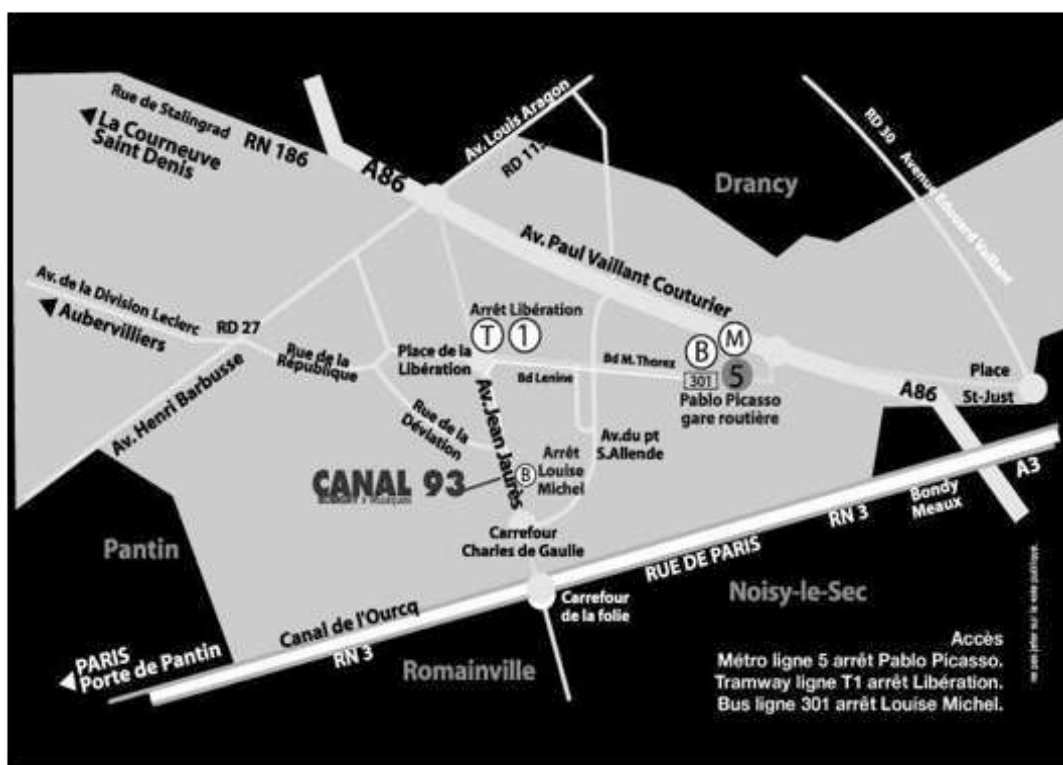 Rue de Stalingrad
RN 186
La Courneuve
Saint Denis
A86
Av. Louis Aragon
Drancy
RD 30
Avenue Edouard Vaillant
Av. Paul Vaillant Couturier
Av. de la Division Leclerc
Aubervilliers
RD 27
Rue de la
République
Av. Henri Barbusse
Place de la
Libération
Arrêt Libération
T 1
Bd Lenine
Bd M. Thorez
B M
301 5
Pablo Picasso
gare routière
Place
St-Just
A86
Rue de la
Déviation
Av. Jean Jaurès
Av.du pt
S.Allende
Arrêt
Louise
Michel
B
CANAL 93
Carrefour
Charles de Gaulle
A3
Bondy
Meaux
RN 3
RUE DE PARIS
Pantin
Noisy-le-Sec
Carrefour
de la folie
Canal de l'Ourcq
RN 3
Romainville
PARIS
Porte de Pantin
Accès
Métro ligne 5 arrêt Pablo Picasso.
Tramway ligne T1 arrêt Libération.
Bus ligne 301 arrêt Louise Michel.